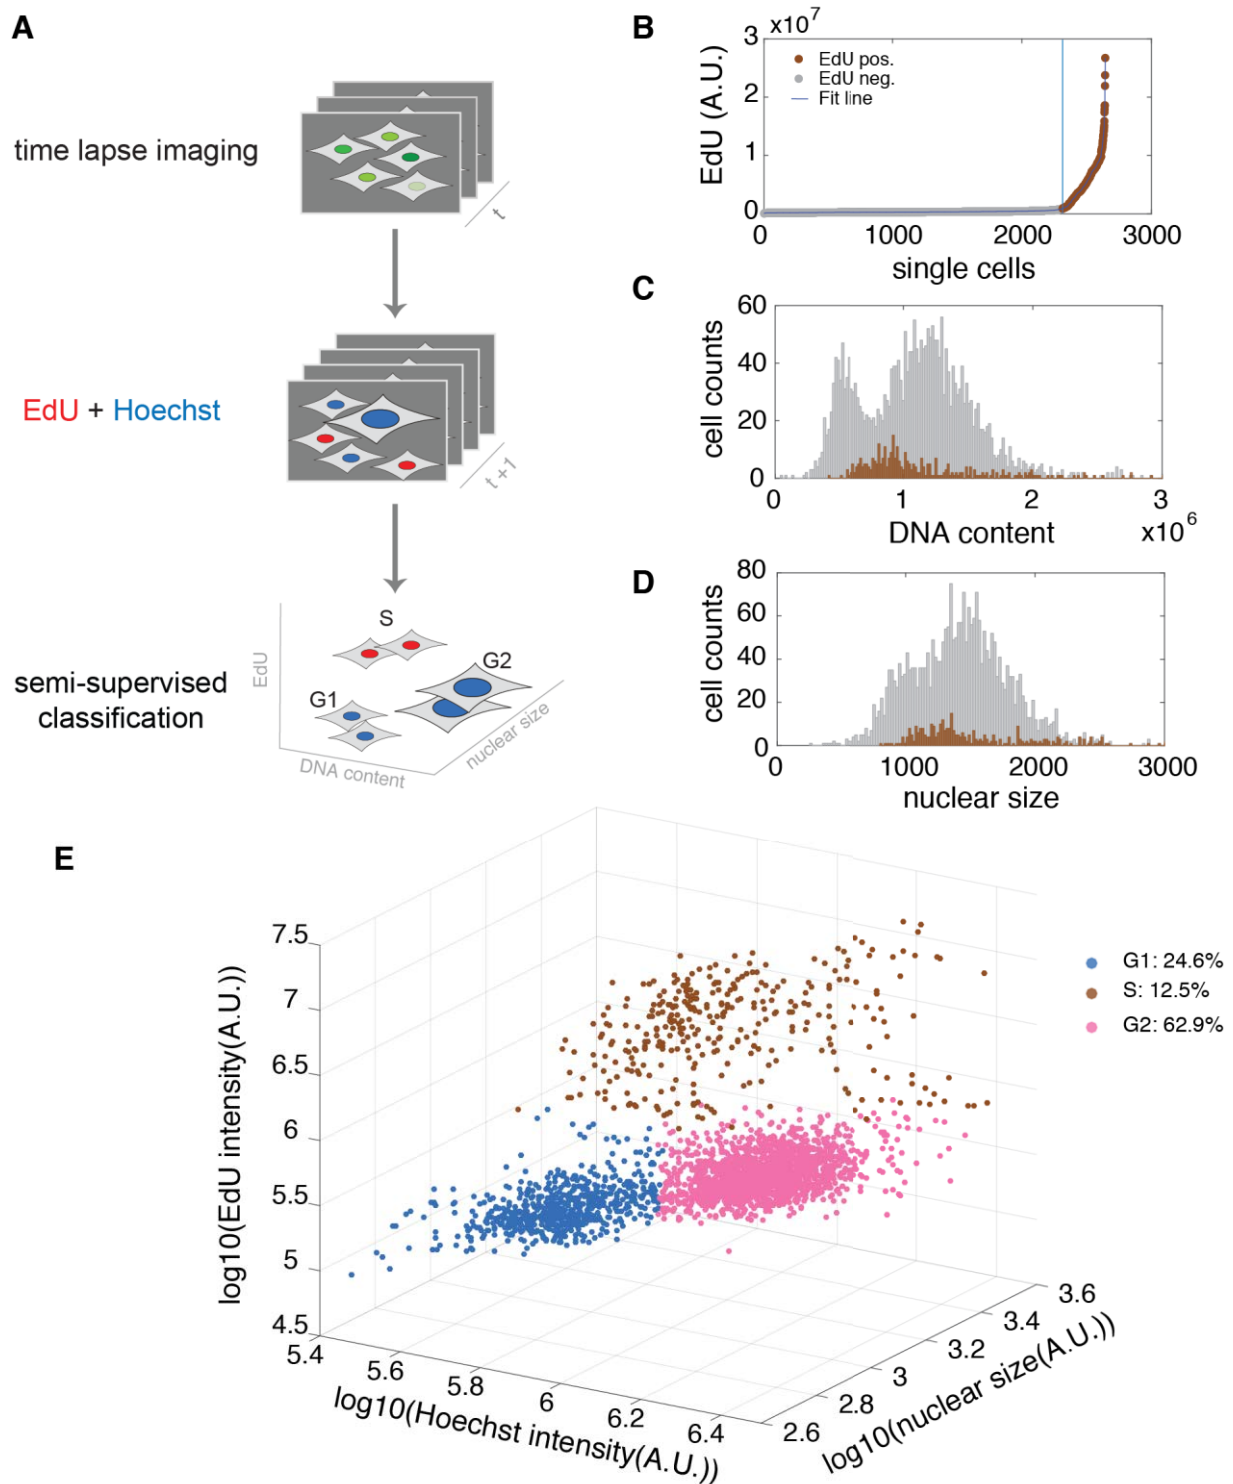 A
time lapse imaging
t
EdU + Hoechst
t +1
semi-supervised
classification
EdU
S
G1
G2
DNA content
nuclear size
B
x10^7
EdU (A.U.)
3
2
1
0
EdU pos.
EdU neg.
Fit line
0 1000 2000 3000
single cells
C
cell counts
60
40
20
0
0 1 2 3
DNA content x10^6
D
cell counts
80
60
40
20
0
0 1000 2000 3000
nuclear size
E
log10(EdU intensity(A.U.))
7.5
7
6.5
6
5.5
5
4.5
5.4 5.6 5.8 6 6.2 6.4
log10(Hoechst intensity(A.U.))
2.6 2.8 3 3.2 3.4 3.6
log10(nuclear size(A.U.))
G1: 24.6%
S: 12.5%
G2: 62.9%